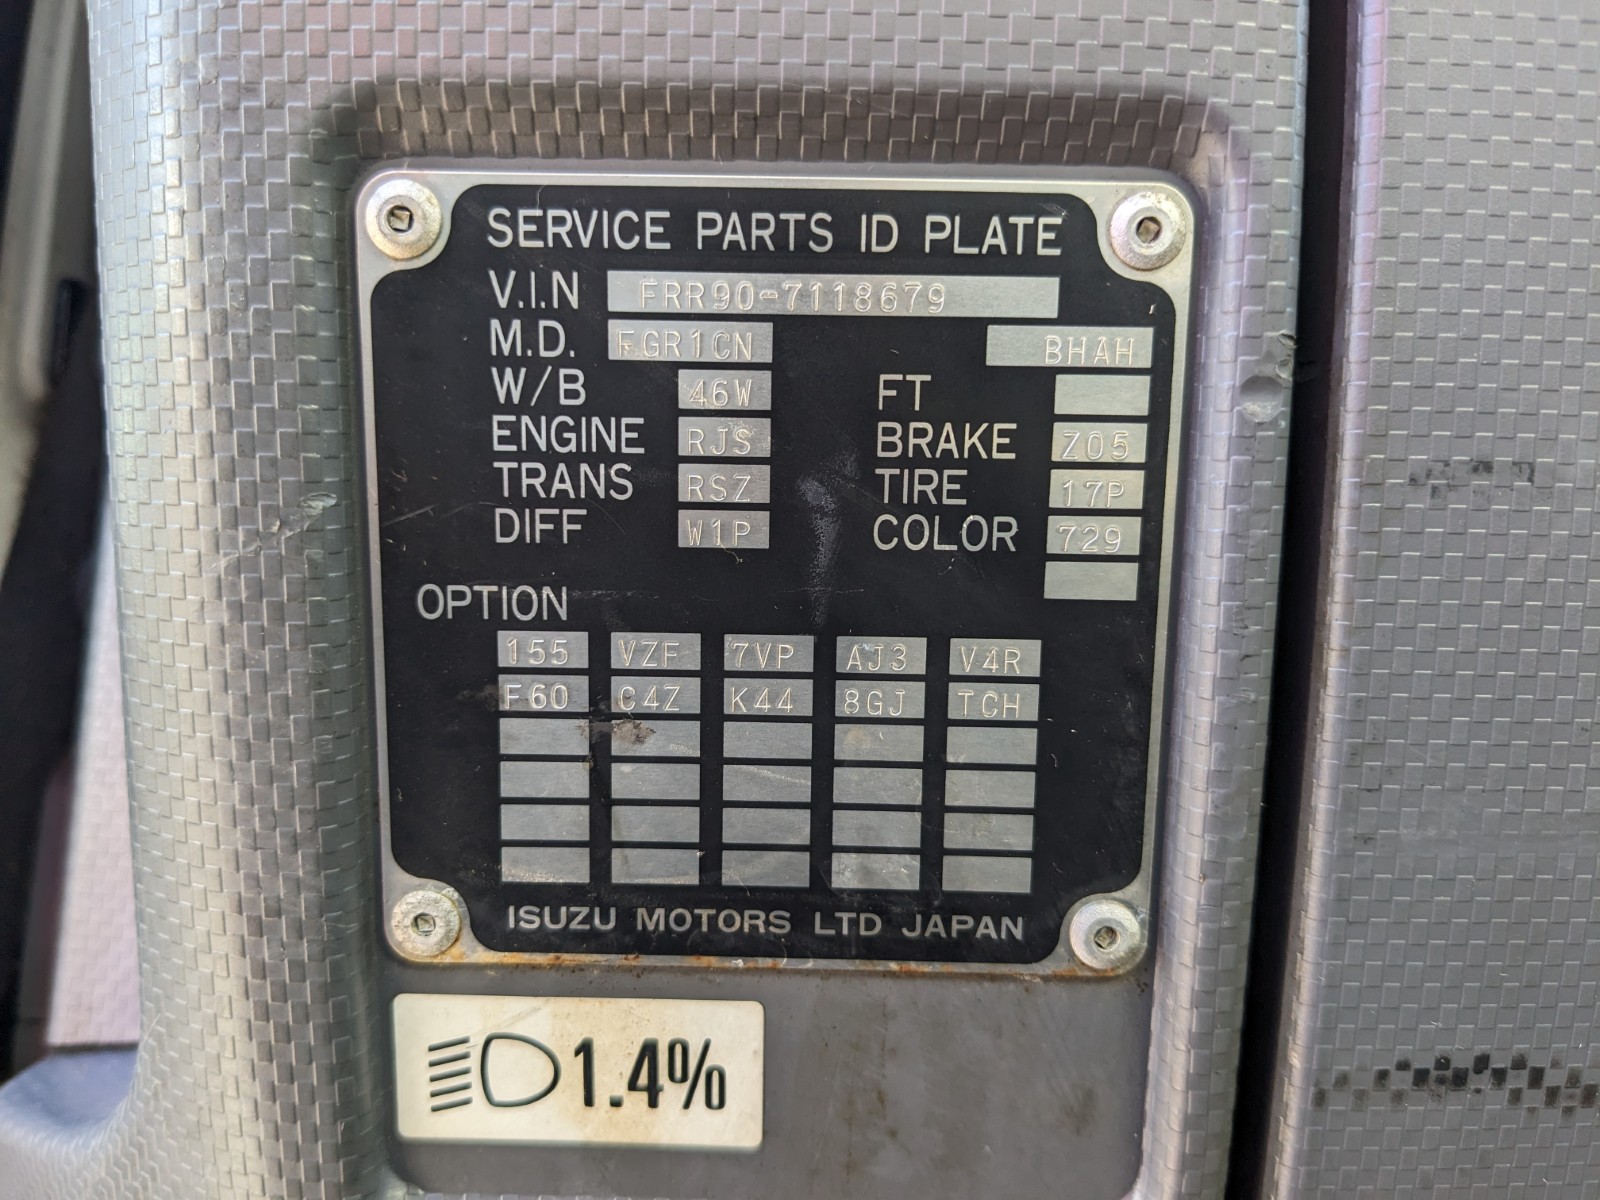 SERVICE PARTS ID PLATE
V.I.N FRR90-7118679
M.D. FGR1CN BHAH
W/B 46W FT
ENGINE RJS BRAKE Z05
TRANS RSZ TIRE 17P
DIFF W1P COLOR 729
OPTION
155 VZF 7VP AJ3 V4R
F60 C4Z K44 8GJ TCH
ISUZU MOTORS LTD JAPAN
1.4%